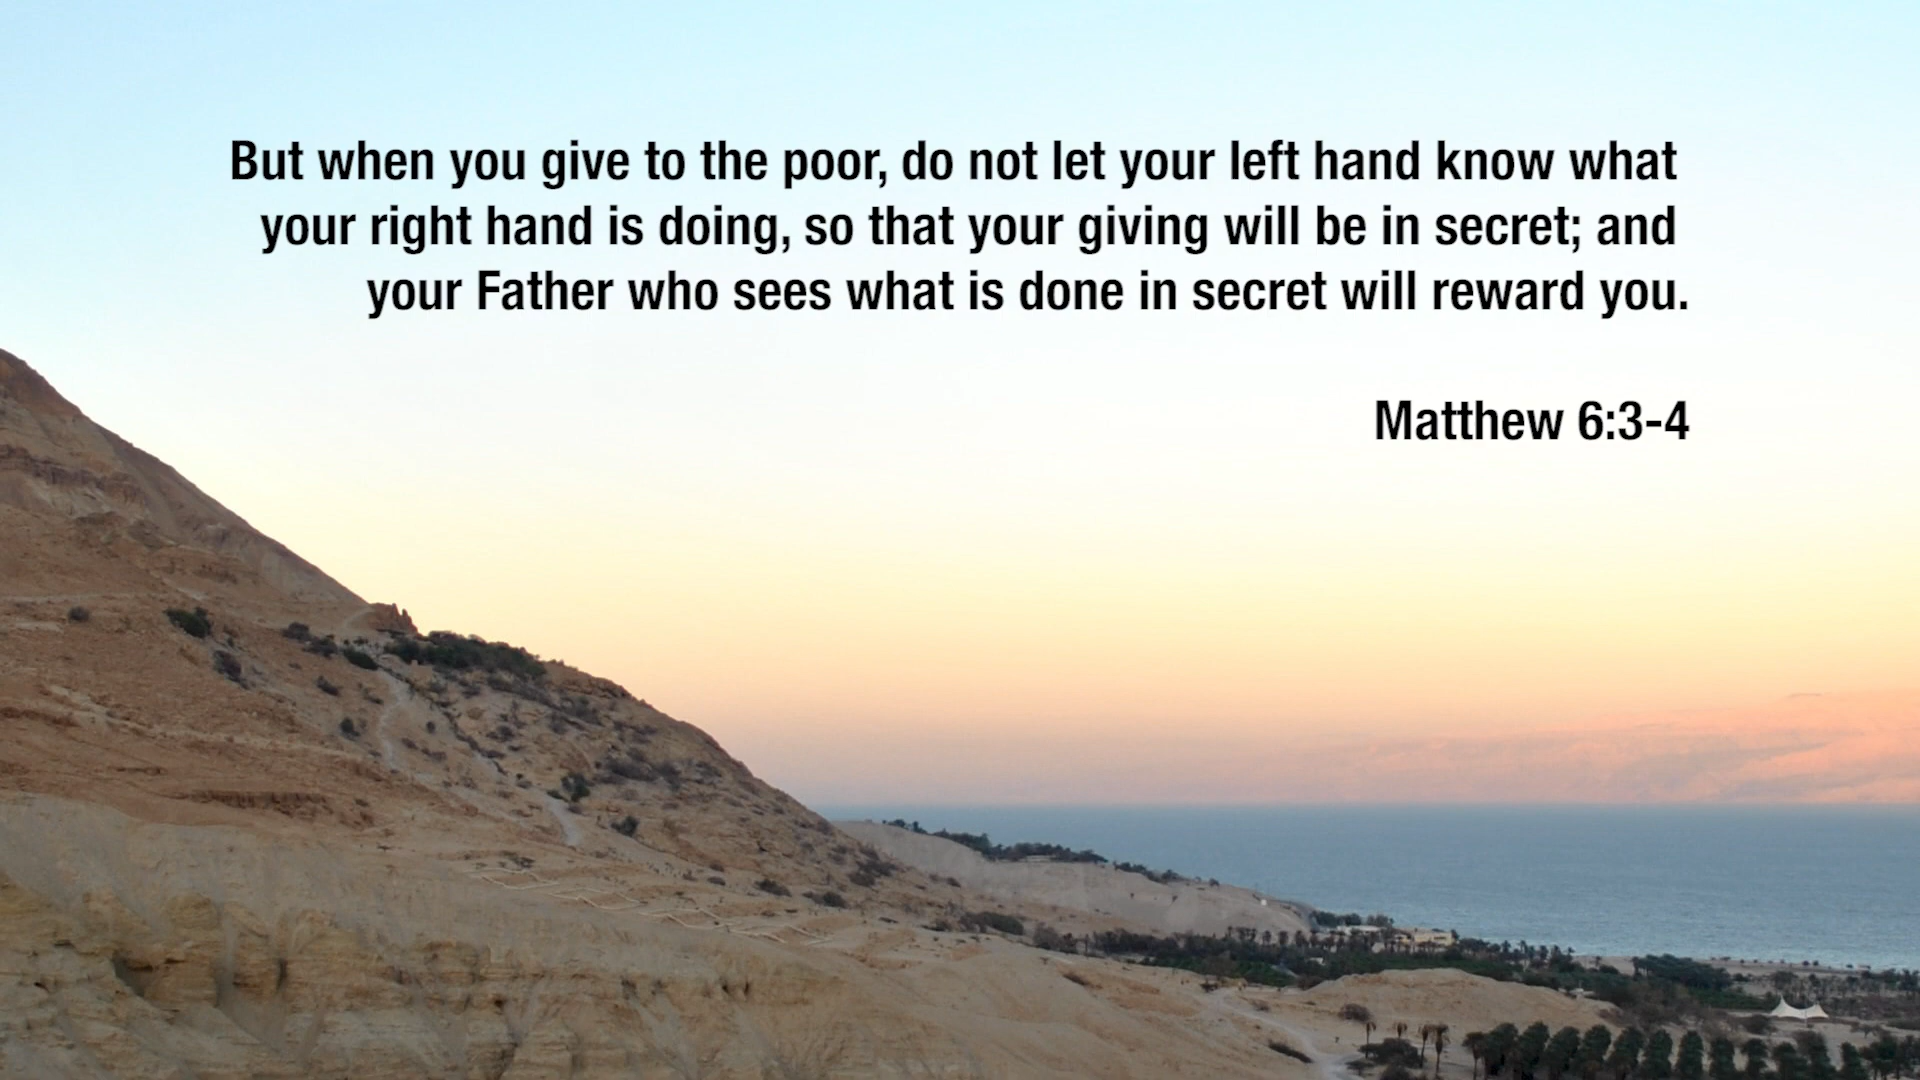 But when you give to the poor, do not let your left hand know what
your right hand is doing, so that your giving will be in secret; and
your Father who sees what is done in secret will reward you.
Matthew 6:3-4